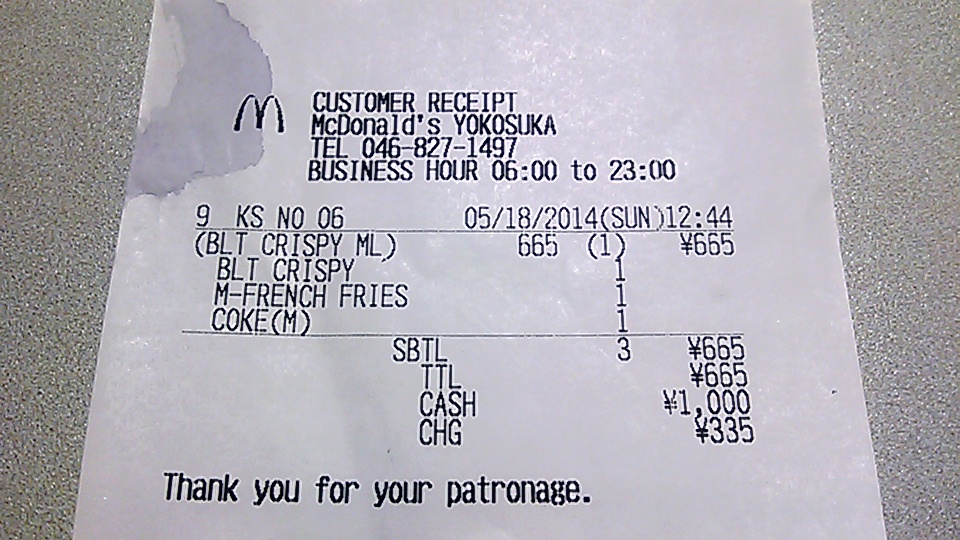 CUSTOMER RECEIPT
McDonald's YOKOSUKA
TEL 046-827-1497
BUSINESS HOUR 06:00 to 23:00
9 KS NO 06 05/18/2014(SUN)12:44
(BLT CRISPY ML) 665 (1) ¥665
BLT CRISPY 1
M-FRENCH FRIES 1
COKE(M) 1
SBTL 3 ¥665
TTL ¥665
CASH ¥1,000
CHG ¥335
Thank you for your patronage.